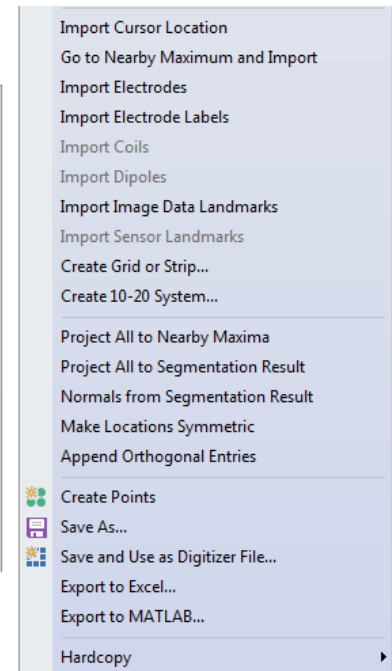 Import Cursor Location
Go to Nearby Maximum and Import
Import Electrodes
Import Electrode Labels
Import Coils
Import Dipoles
Import Image Data Landmarks
Import Sensor Landmarks
Create Grid or Strip...
Create 10-20 System...
Project All to Nearby Maxima
Project All to Segmentation Result
Normals from Segmentation Result
Make Locations Symmetric
Append Orthogonal Entries
Create Points
Save As...
Save and Use as Digitizer File...
Export to Excel...
Export to MATLAB...
Hardcopy